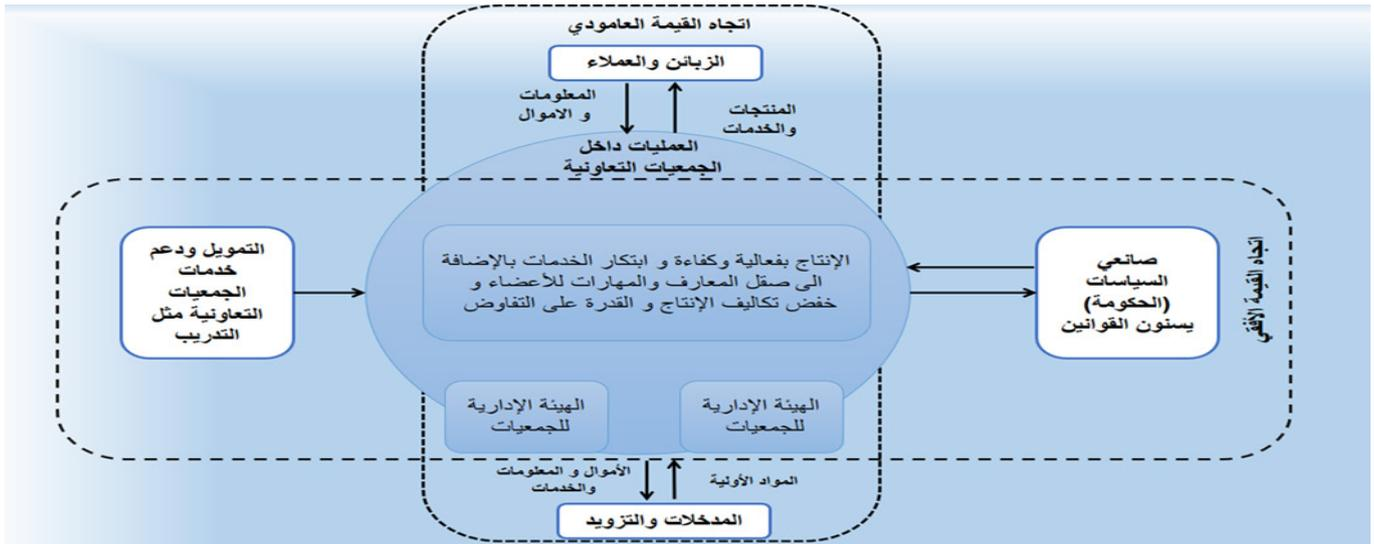 اتجاه القيمة العامودي
الزبائن والعملاء
المنتجات
والخدمات
المعلومات
و الاموال
العمليات داخل
الجمعيات التعاونية
صانعي
السياسات
(الحكومة)
يسنون القوانين
اتجاه القيمة الافقي
الإنتاج بفعالية وكفاءة و ابتكار الخدمات بالإضافة
الى صقل المعارف والمهارات للأعضاء و
خفض تكاليف الإنتاج و القدرة على التفاوض
التمويل ودعم
خدمات
الجمعيات
التعاونية مثل
التدريب
الهيئة الإدارية
للجمعيات
الهيئة الإدارية
للجمعيات
المواد الأولية
الأموال و المعلومات
والخدمات
المدخلات والتزويد